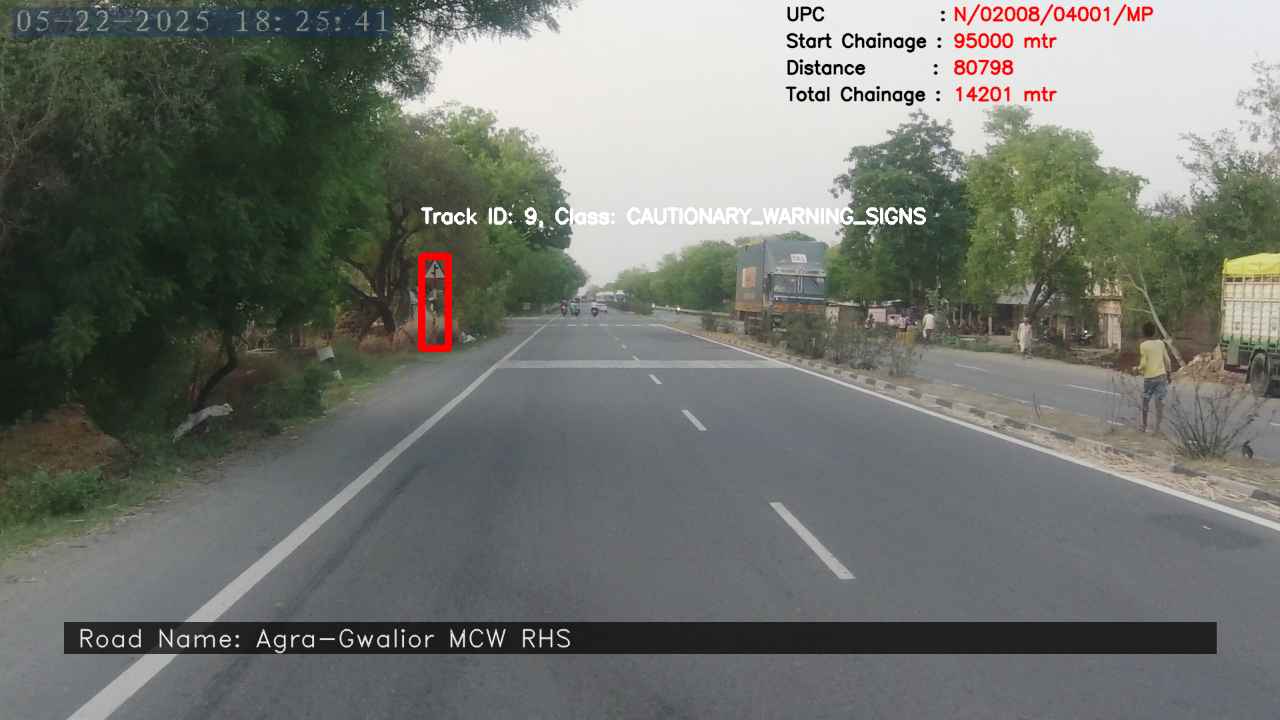 05-22-2025 18:25:41
UPC : N/02008/04001/MP
Start Chainage : 95000 mtr
Distance : 80798
Total Chainage : 14201 mtr
Track ID: 9, Class: CAUTIONARY_WARNING_SIGNS
Road Name: Agra-Gwalior MCW RHS